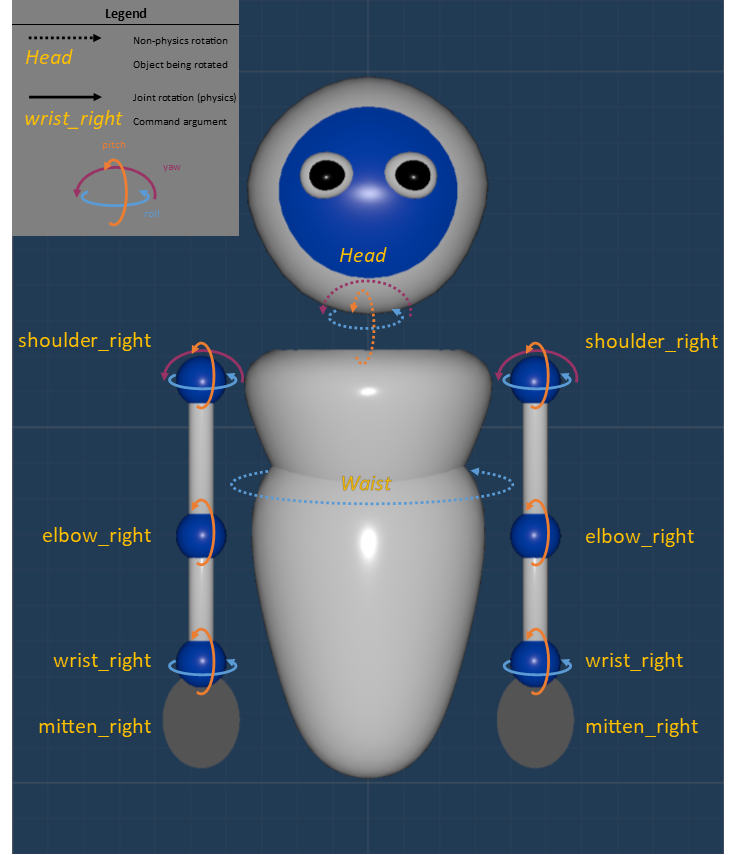 Legend
Non-physics rotation
Head
Object being rotated
Joint rotation (physics)
wrist_right
Command argument
pitch
yaw
roll
Head
shoulder_right
shoulder_right
Waist
elbow_right
elbow_right
wrist_right
wrist_right
mitten_right
mitten_right